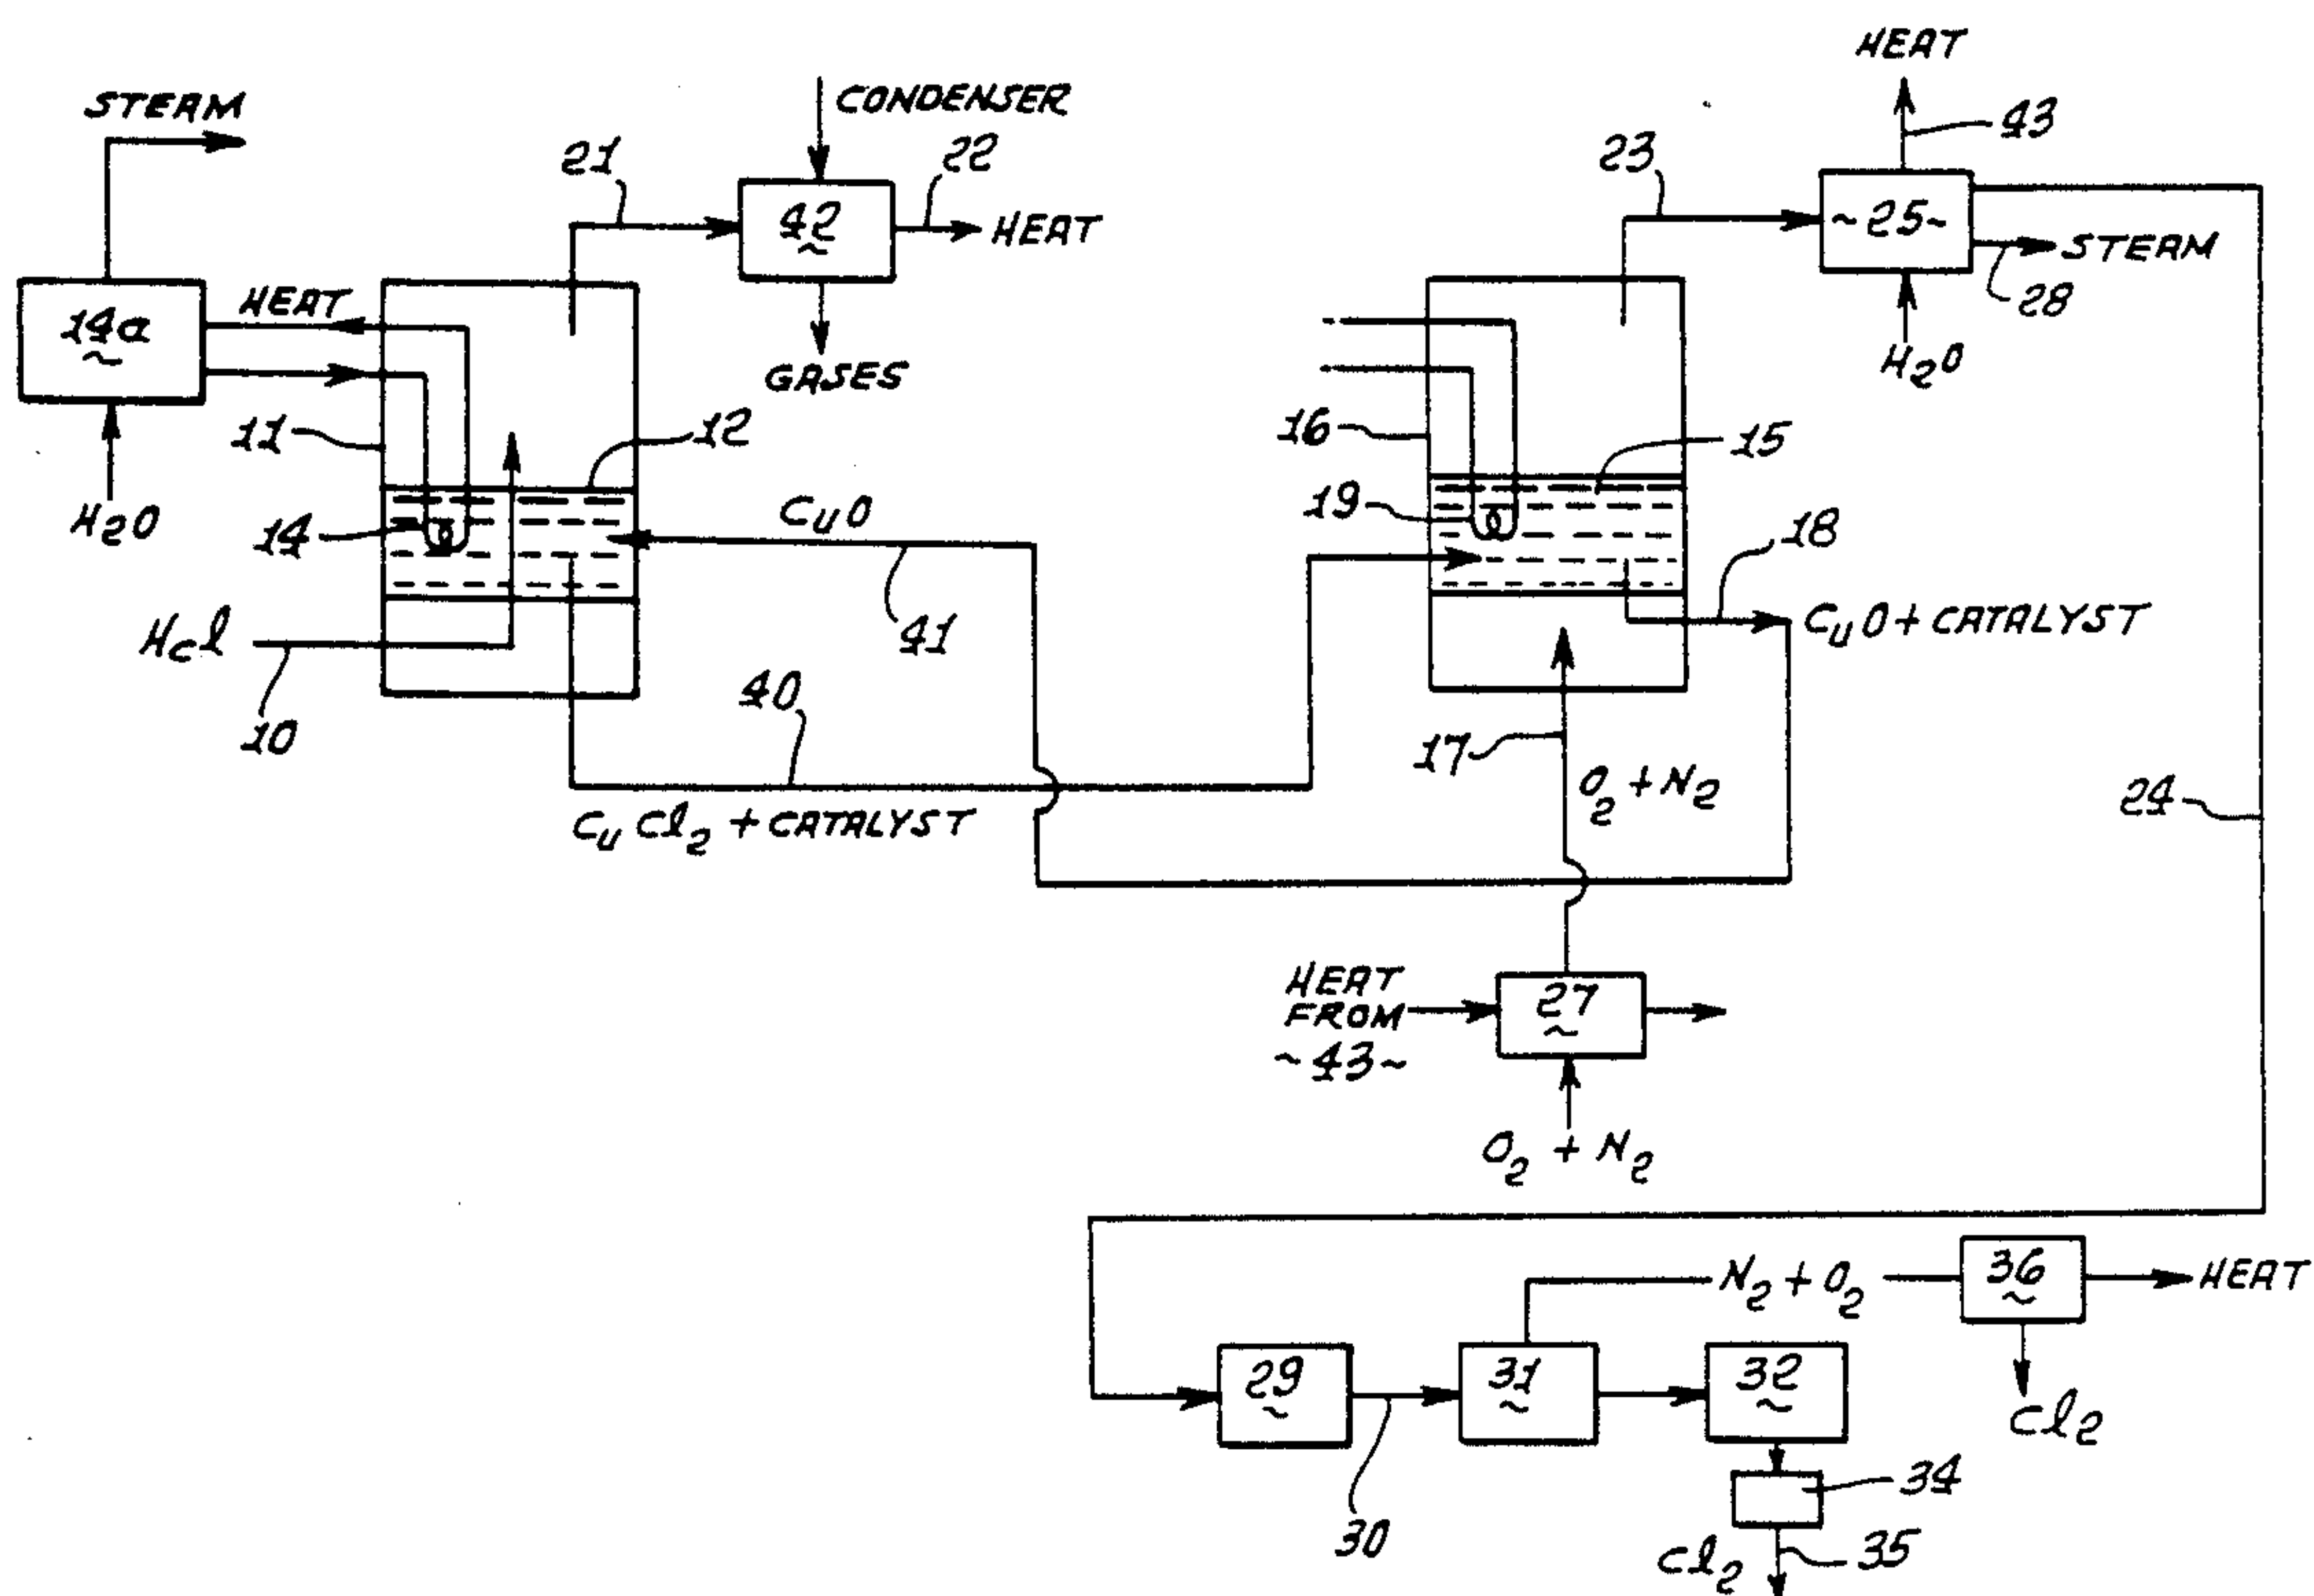 HEAT
STEAM
CONDENSER
43
21
22
23
42
HEAT
~25~
STEAM
28
14a
HEAT
GASES
H2O
11
12
16
15
H2O
14
CuO
19
18
HCl
41
CuO + CATALYST
10
40
17
O2 + N2
24
CuCl2 + CATALYST
HEAT
FROM
~43~
27
O2 + N2
N2 + O2
36
HEAT
29
31
32
Cl2
30
34
Cl2
35